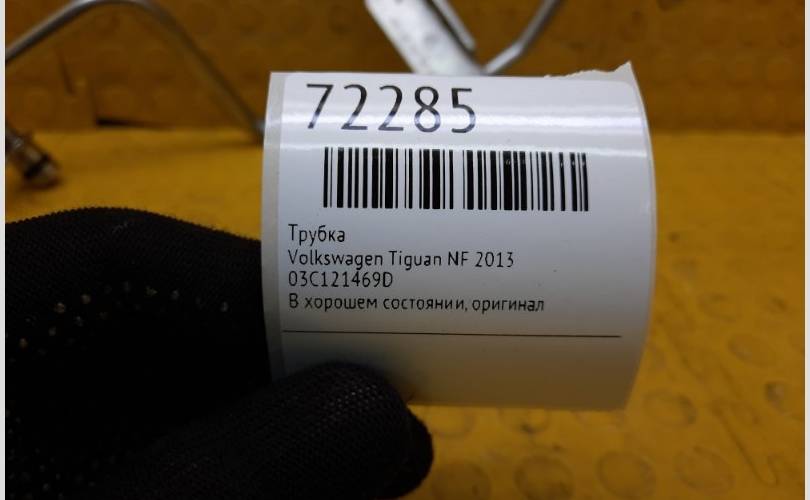 72285
Трубка
Volkswagen Tiguan NF 2013
03C121469D
В хорошем состоянии, оригинал